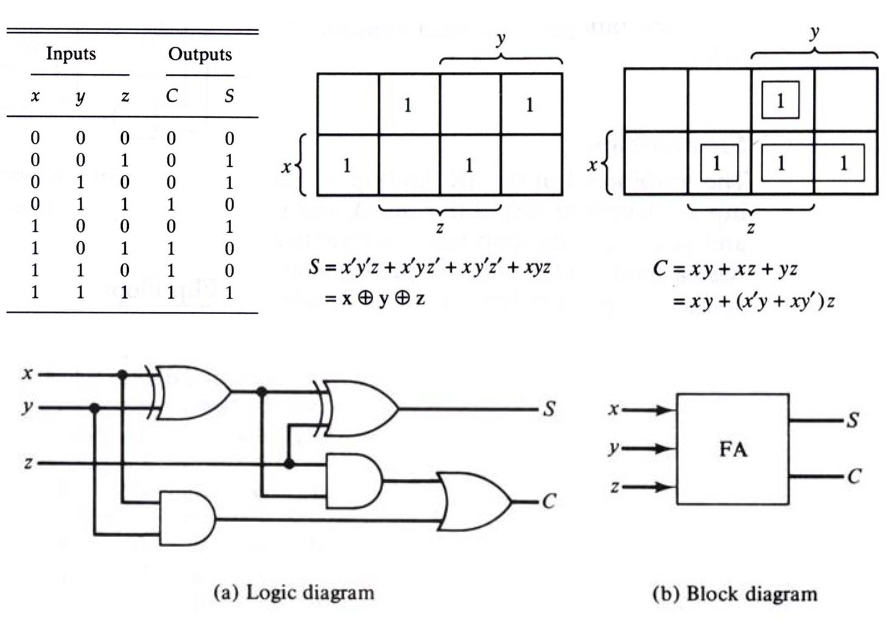 Inputs Outputs
x y z C S
0 0 0 0 0
0 0 1 0 1
0 1 0 0 1
0 1 1 1 0
1 0 0 0 1
1 0 1 1 0
1 1 0 1 0
1 1 1 1 1
y
1 1
x 1 1
z
S = x′y′z + x′yz′ + xy′z′ + xyz
= x ⊕ y ⊕ z
y
1
x 1 1 1
z
C = xy + xz + yz
= xy + (x′y + xy′)z
x
y
z
S
C
(a) Logic diagram
x
y
z
FA
S
C
(b) Block diagram